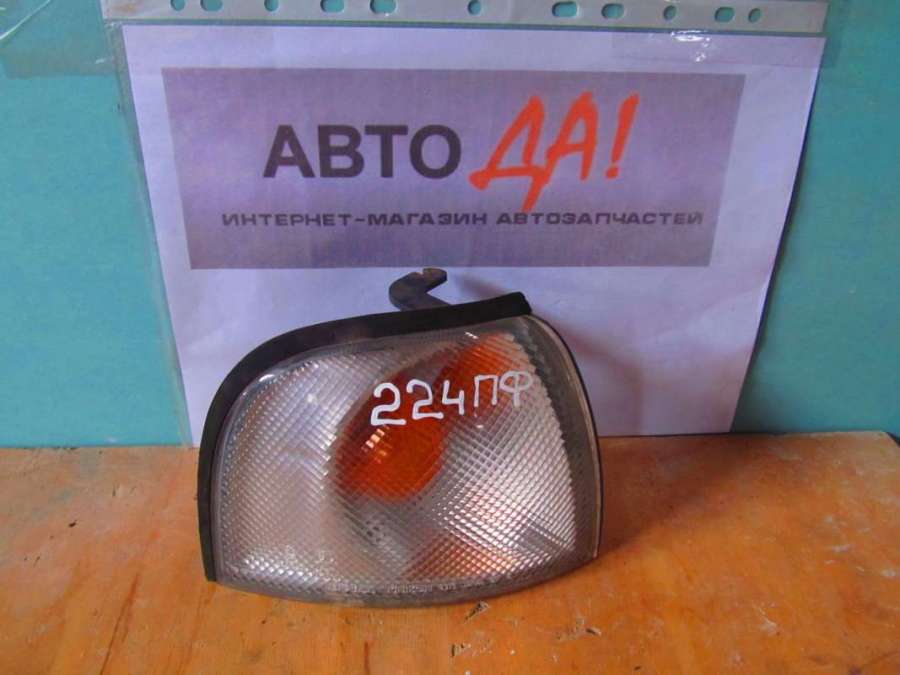 АВТО ДА!
ИНТЕРНЕТ-МАГАЗИН АВТОЗАПЧАСТЕЙ
224ПФ